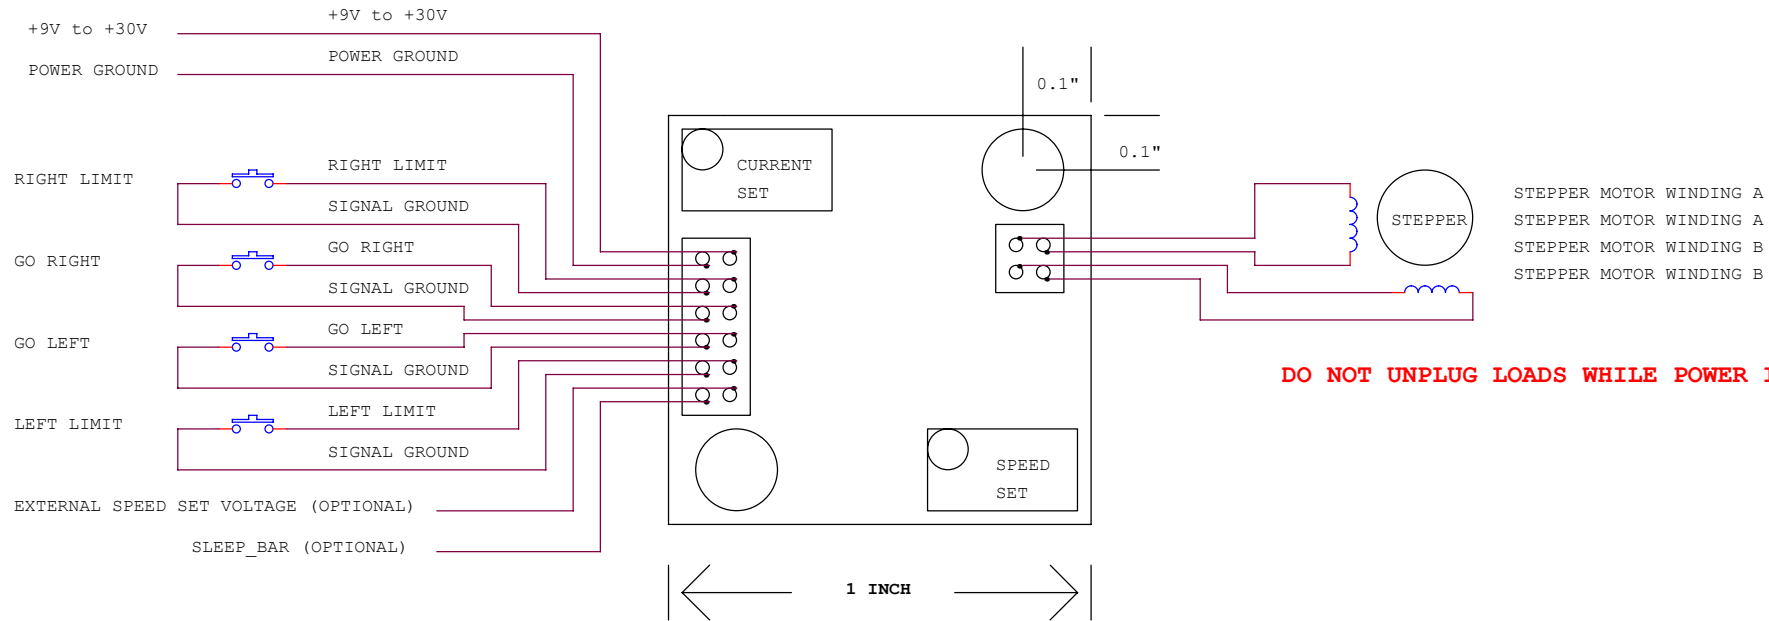 +9V to +30V
+9V to +30V
POWER GROUND
POWER GROUND
0.1"
0.1"
CURRENT
SET
RIGHT LIMIT
RIGHT LIMIT
SIGNAL GROUND
GO RIGHT
GO RIGHT
SIGNAL GROUND
GO LEFT
GO LEFT
SIGNAL GROUND
LEFT LIMIT
LEFT LIMIT
SIGNAL GROUND
EXTERNAL SPEED SET VOLTAGE (OPTIONAL)
SLEEP_BAR (OPTIONAL)
STEPPER
STEPPER MOTOR WINDING A
STEPPER MOTOR WINDING A
STEPPER MOTOR WINDING B
STEPPER MOTOR WINDING B
DO NOT UNPLUG LOADS WHILE POWER
SPEED
SET
1 INCH